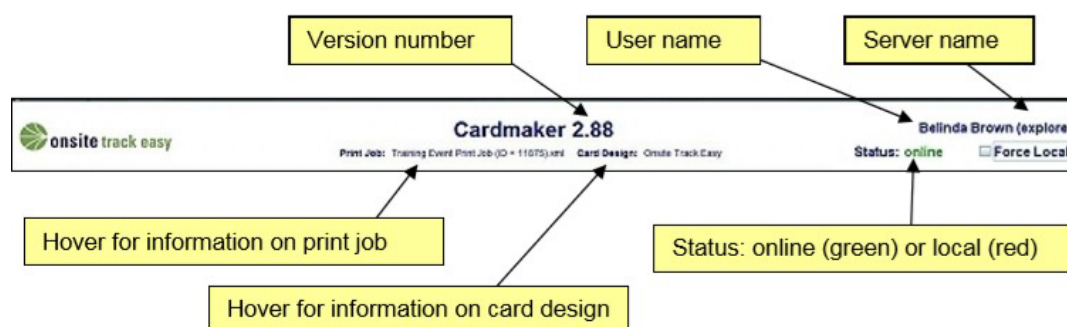 Version number
User name
Server name
onsite track easy
Cardmaker 2.88
Belinda Brown (explore
Print Job: Training Event Print Job (ID = 11875).xml Card Design: Onsite Track Easy
Status: online
Force Local
Hover for information on print job
Status: online (green) or local (red)
Hover for information on card design